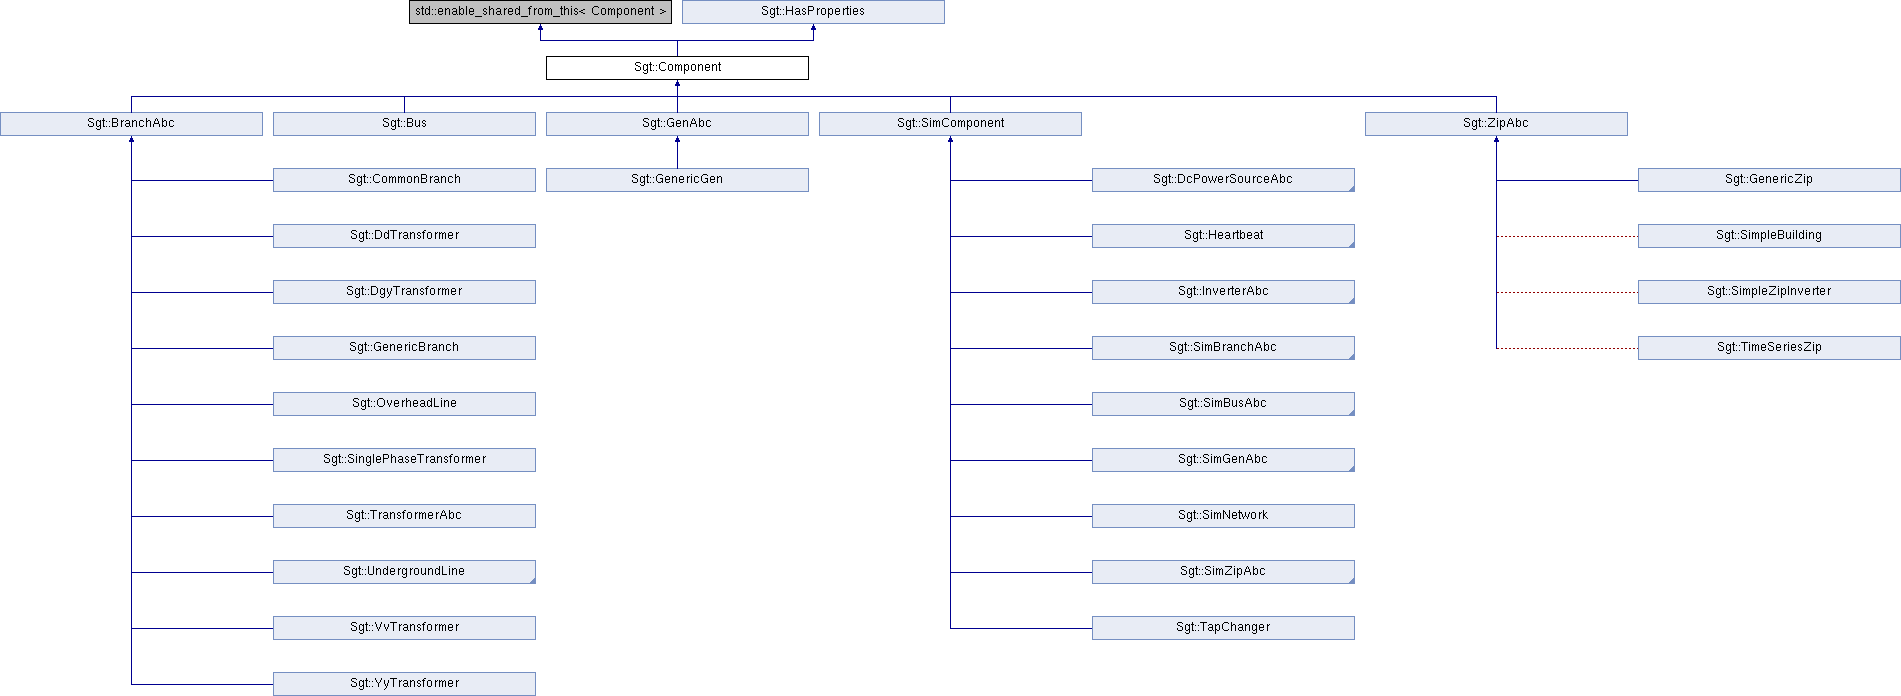 std::enable_shared_from_this< Component >
Sgt::HasProperties
Sgt::Component
Sgt::BranchAbc
Sgt::Bus
Sgt::GenAbc
Sgt::SimComponent
Sgt::ZipAbc
Sgt::CommonBranch
Sgt::GenericGen
Sgt::DcPowerSourceAbc
Sgt::GenericZip
Sgt::DdTransformer
Sgt::Heartbeat
Sgt::SimpleBuilding
Sgt::DgyTransformer
Sgt::InverterAbc
Sgt::SimpleZipInverter
Sgt::GenericBranch
Sgt::SimBranchAbc
Sgt::TimeSeriesZip
Sgt::OverheadLine
Sgt::SimBusAbc
Sgt::SinglePhaseTransformer
Sgt::SimGenAbc
Sgt::TransformerAbc
Sgt::SimNetwork
Sgt::UndergroundLine
Sgt::SimZipAbc
Sgt::VvTransformer
Sgt::TapChanger
Sgt::YyTransformer